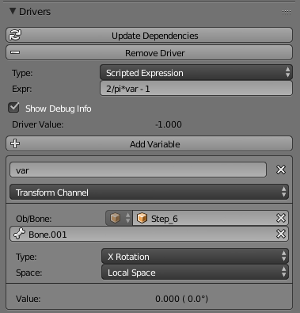 Drivers
Update Dependencies
Remove Driver
Type: Scripted Expression
Expr: 2/pi*var - 1
Show Debug Info
Driver Value: -1.000
Add Variable
var
Transform Channel
Ob/Bone: Step_6
Bone.001
Type: X Rotation
Space: Local Space
Value: 0.000 ( 0.0°)